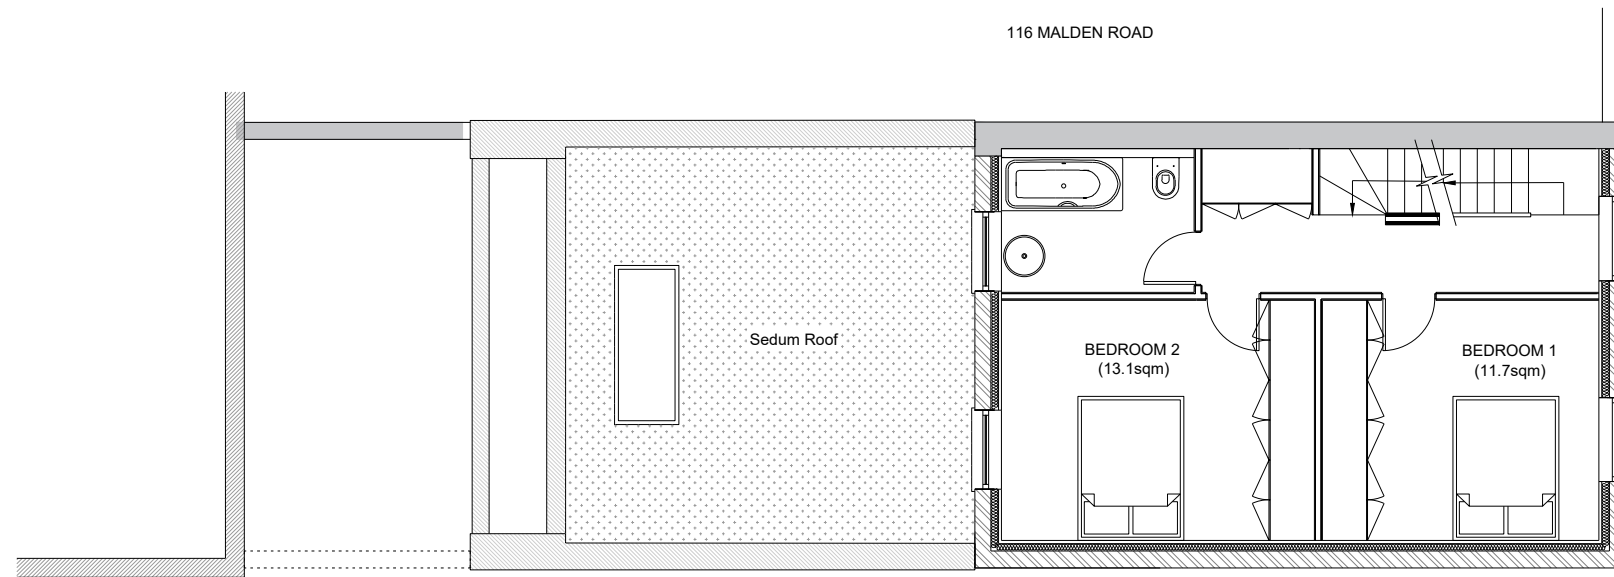 116 MALDEN ROAD
Sedum Roof
BEDROOM 2
(13.1sqm)
BEDROOM 1
(11.7sqm)